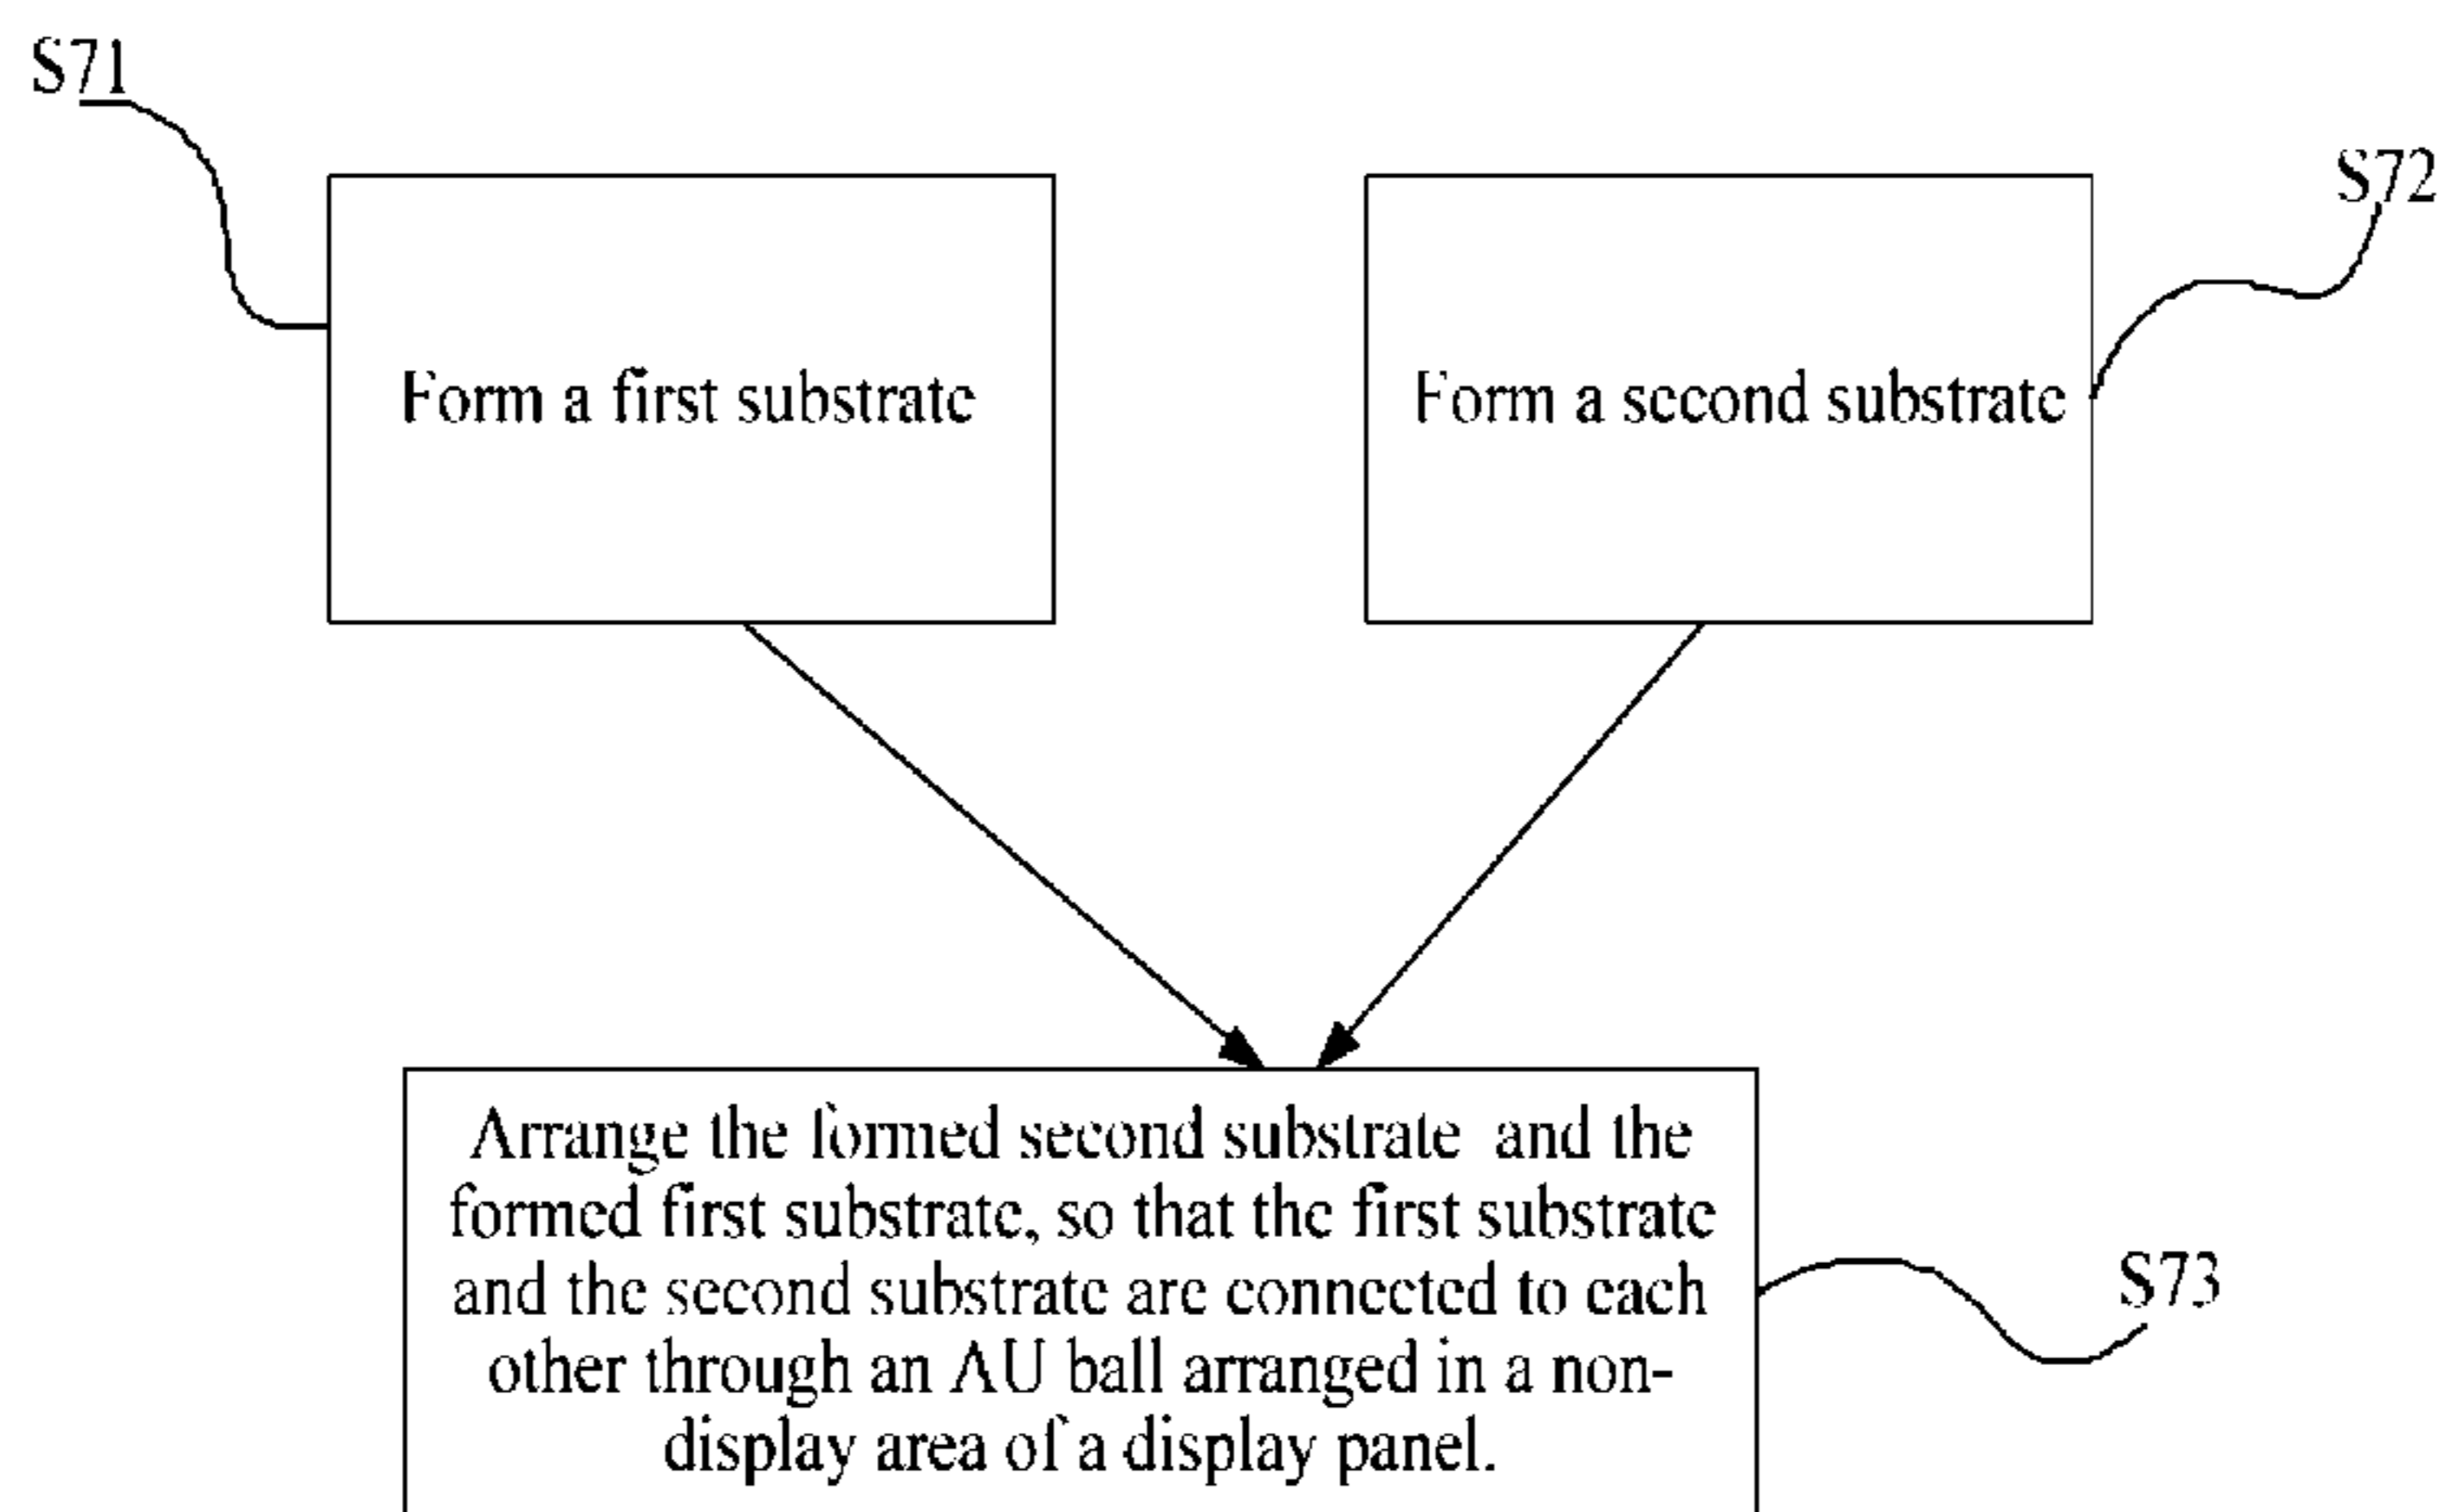 S71
S72
Form a first substrate
Form a second substrate
Arrange the formed second substrate and the
formed first substrate, so that the first substrate
and the second substrate are connected to each
other through an AU ball arranged in a non-
display area of a display panel.
S73